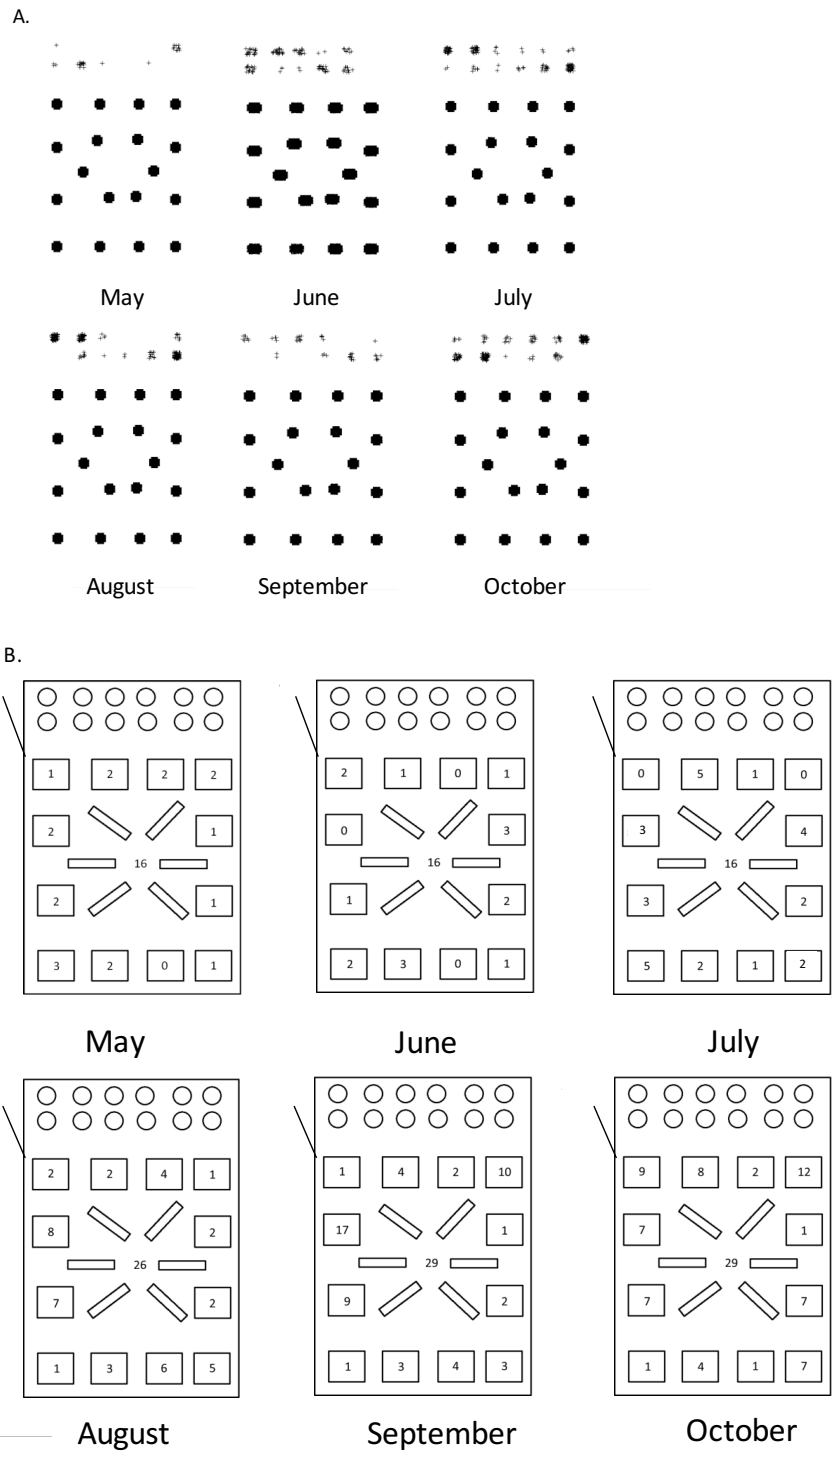 A.
May June July
August September October
B.
1 2 2 2
2 1
16
2 1
3 2 0 1
May
2 1 0 1
0 3
16
1 2
2 3 0 1
June
0 5 1 0
3 4
16
3 2
5 2 1 2
July
2 2 4 1
8 2
26
7 2
1 3 6 5
August
1 4 2 10
17 1
29
9 2
1 3 4 3
September
9 8 2 12
7 1
29
7 7
1 4 1 7
October